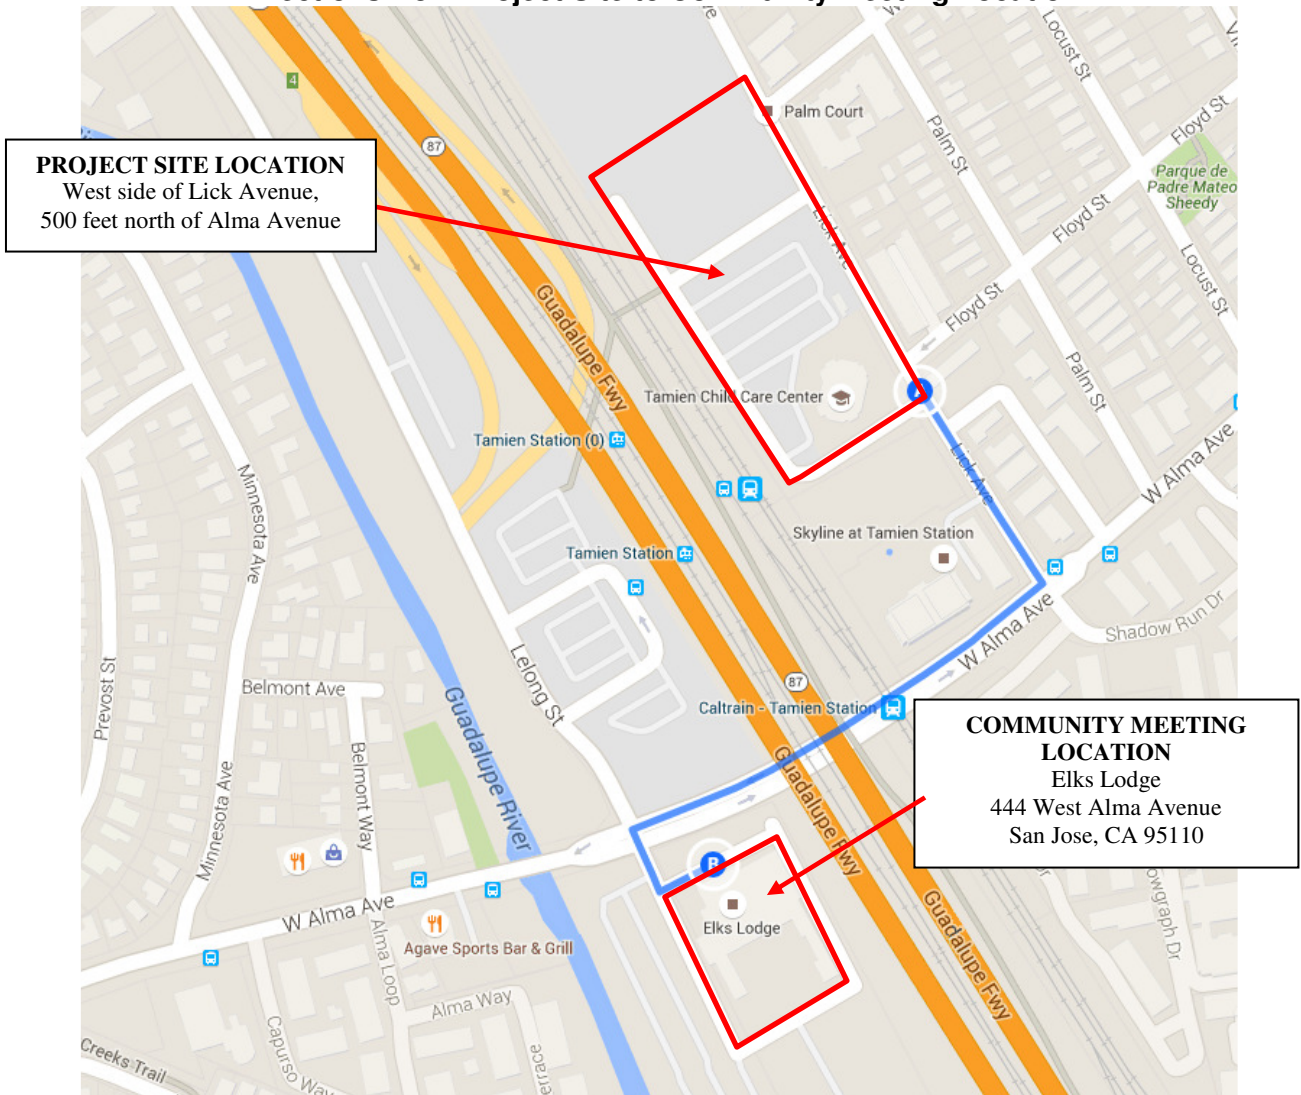 4
87
Palm Court
Locust St
Palm St
Floyd St
Parque de
Padre Mateo
Sheedy
PROJECT SITE LOCATION
West side of Lick Avenue,
500 feet north of Alma Avenue
Lick Ave
Floyd St
Locust St
Floyd St
Guadalupe Fwy
Palm St
Tamien Child Care Center
Tamien Station (0)
W Alma Ave
Lick Ave
Minnesota Ave
Skyline at Tamien Station
Tamien Station
W Alma Ave
Shadow Run Dr
Prevost St
Belmont Ave
Lelong St
87
Caltrain - Tamien Station
Guadalupe River
COMMUNITY MEETING
LOCATION
Elks Lodge
444 West Alma Avenue
San Jose, CA 95110
Belmont Way
Minnesota Ave
Guadalupe Fwy
B
W Alma Ave
Elks Lodge
Agave Sports Bar & Grill
Alma Loop
Guadalupe Fwy
Alma Way
Capurso Way
Creeks Trail